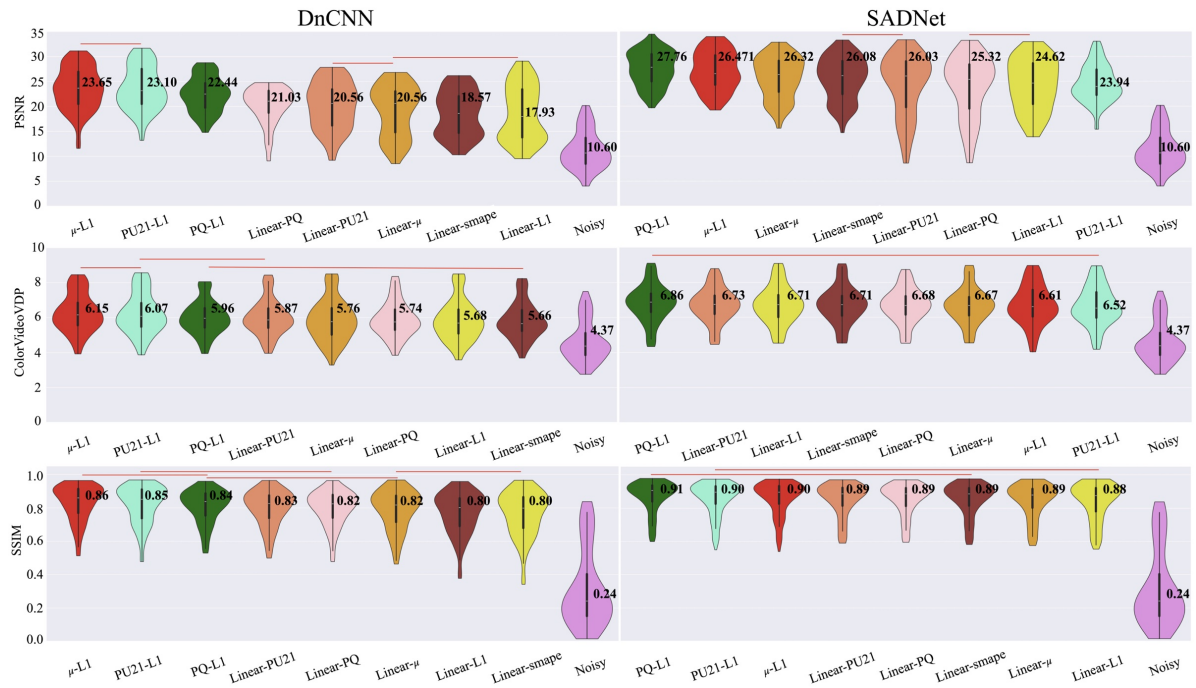 DnCNN SADNet
35
30
25
20
15
10
5
0
PSNR
23.65 23.10 22.44 21.03 20.56 20.56 18.57 17.93 10.60
27.76 26.471 26.32 26.08 26.03 25.32 24.62 23.94 10.60
μ-L1 PU21-L1 PQ-L1 Linear-PQ Linear-PU21 Linear-μ Linear-smape Linear-L1 Noisy
PQ-L1 μ-L1 Linear-μ Linear-smape Linear-PU21 Linear-PQ Linear-L1 PU21-L1 Noisy
10
8
6
4
2
0
ColorVideoVDP
6.15 6.07 5.96 5.87 5.76 5.74 5.68 5.66 4.37
6.86 6.73 6.71 6.71 6.68 6.67 6.61 6.52 4.37
μ-L1 PU21-L1 PQ-L1 Linear-PU21 Linear-μ Linear-PQ Linear-L1 Linear-smape Noisy
PQ-L1 Linear-PU21 Linear-L1 Linear-smape Linear-PQ Linear-μ μ-L1 PU21-L1 Noisy
1.0
0.8
0.6
0.4
0.2
0.0
SSIM
0.86 0.85 0.84 0.83 0.82 0.82 0.80 0.80 0.24
0.91 0.90 0.90 0.89 0.89 0.89 0.89 0.88 0.24
μ-L1 PU21-L1 PQ-L1 Linear-PU21 Linear-PQ Linear-μ Linear-L1 Linear-smape Noisy
PQ-L1 PU21-L1 μ-L1 Linear-PU21 Linear-PQ Linear-smape Linear-μ Linear-L1 Noisy